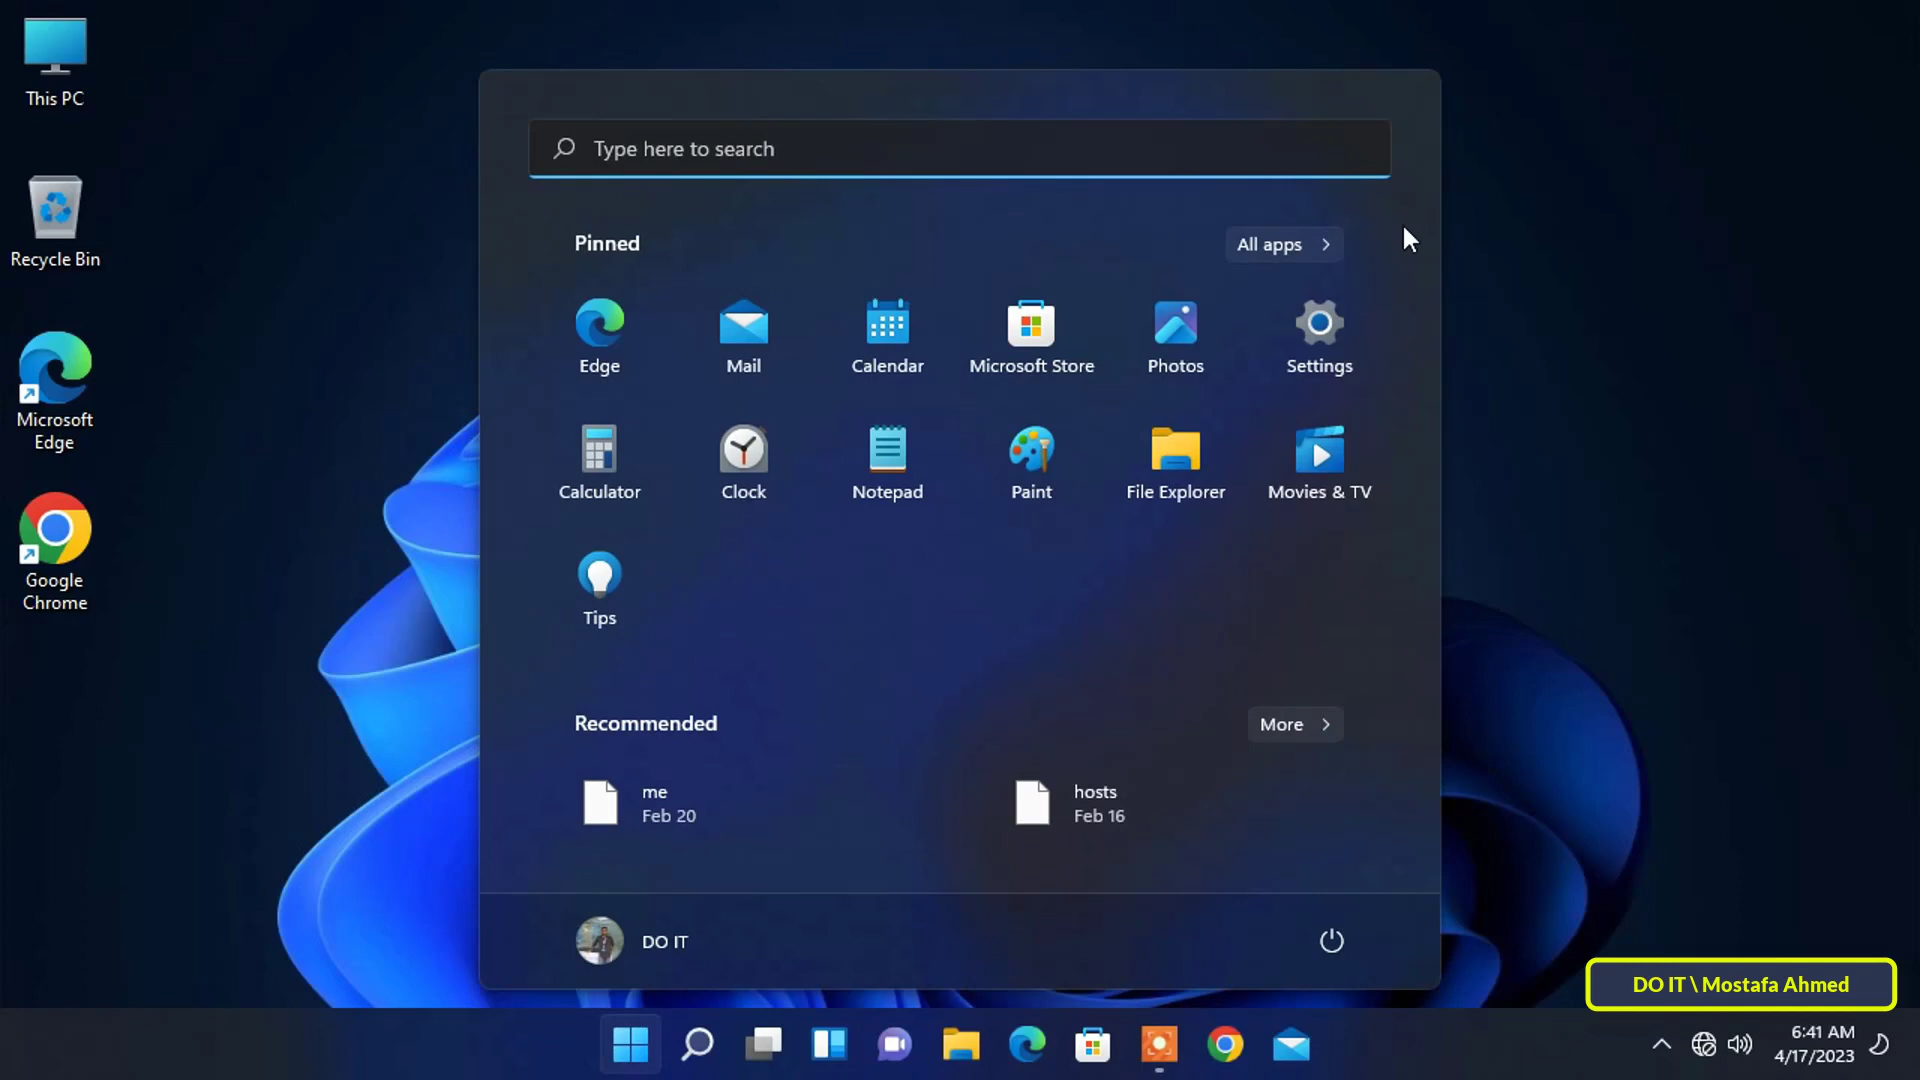 This PC
Recycle Bin
Microsoft
Edge
Google
Chrome
Type here to search
Pinned
All apps
Edge
Mail
Calendar
Microsoft Store
Photos
Settings
Calculator
Clock
Notepad
Paint
File Explorer
Movies & TV
Tips
Recommended
More
me
Feb 20
hosts
Feb 16
DO IT
DO IT \ Mostafa Ahmed
6:41 AM
4/17/2023